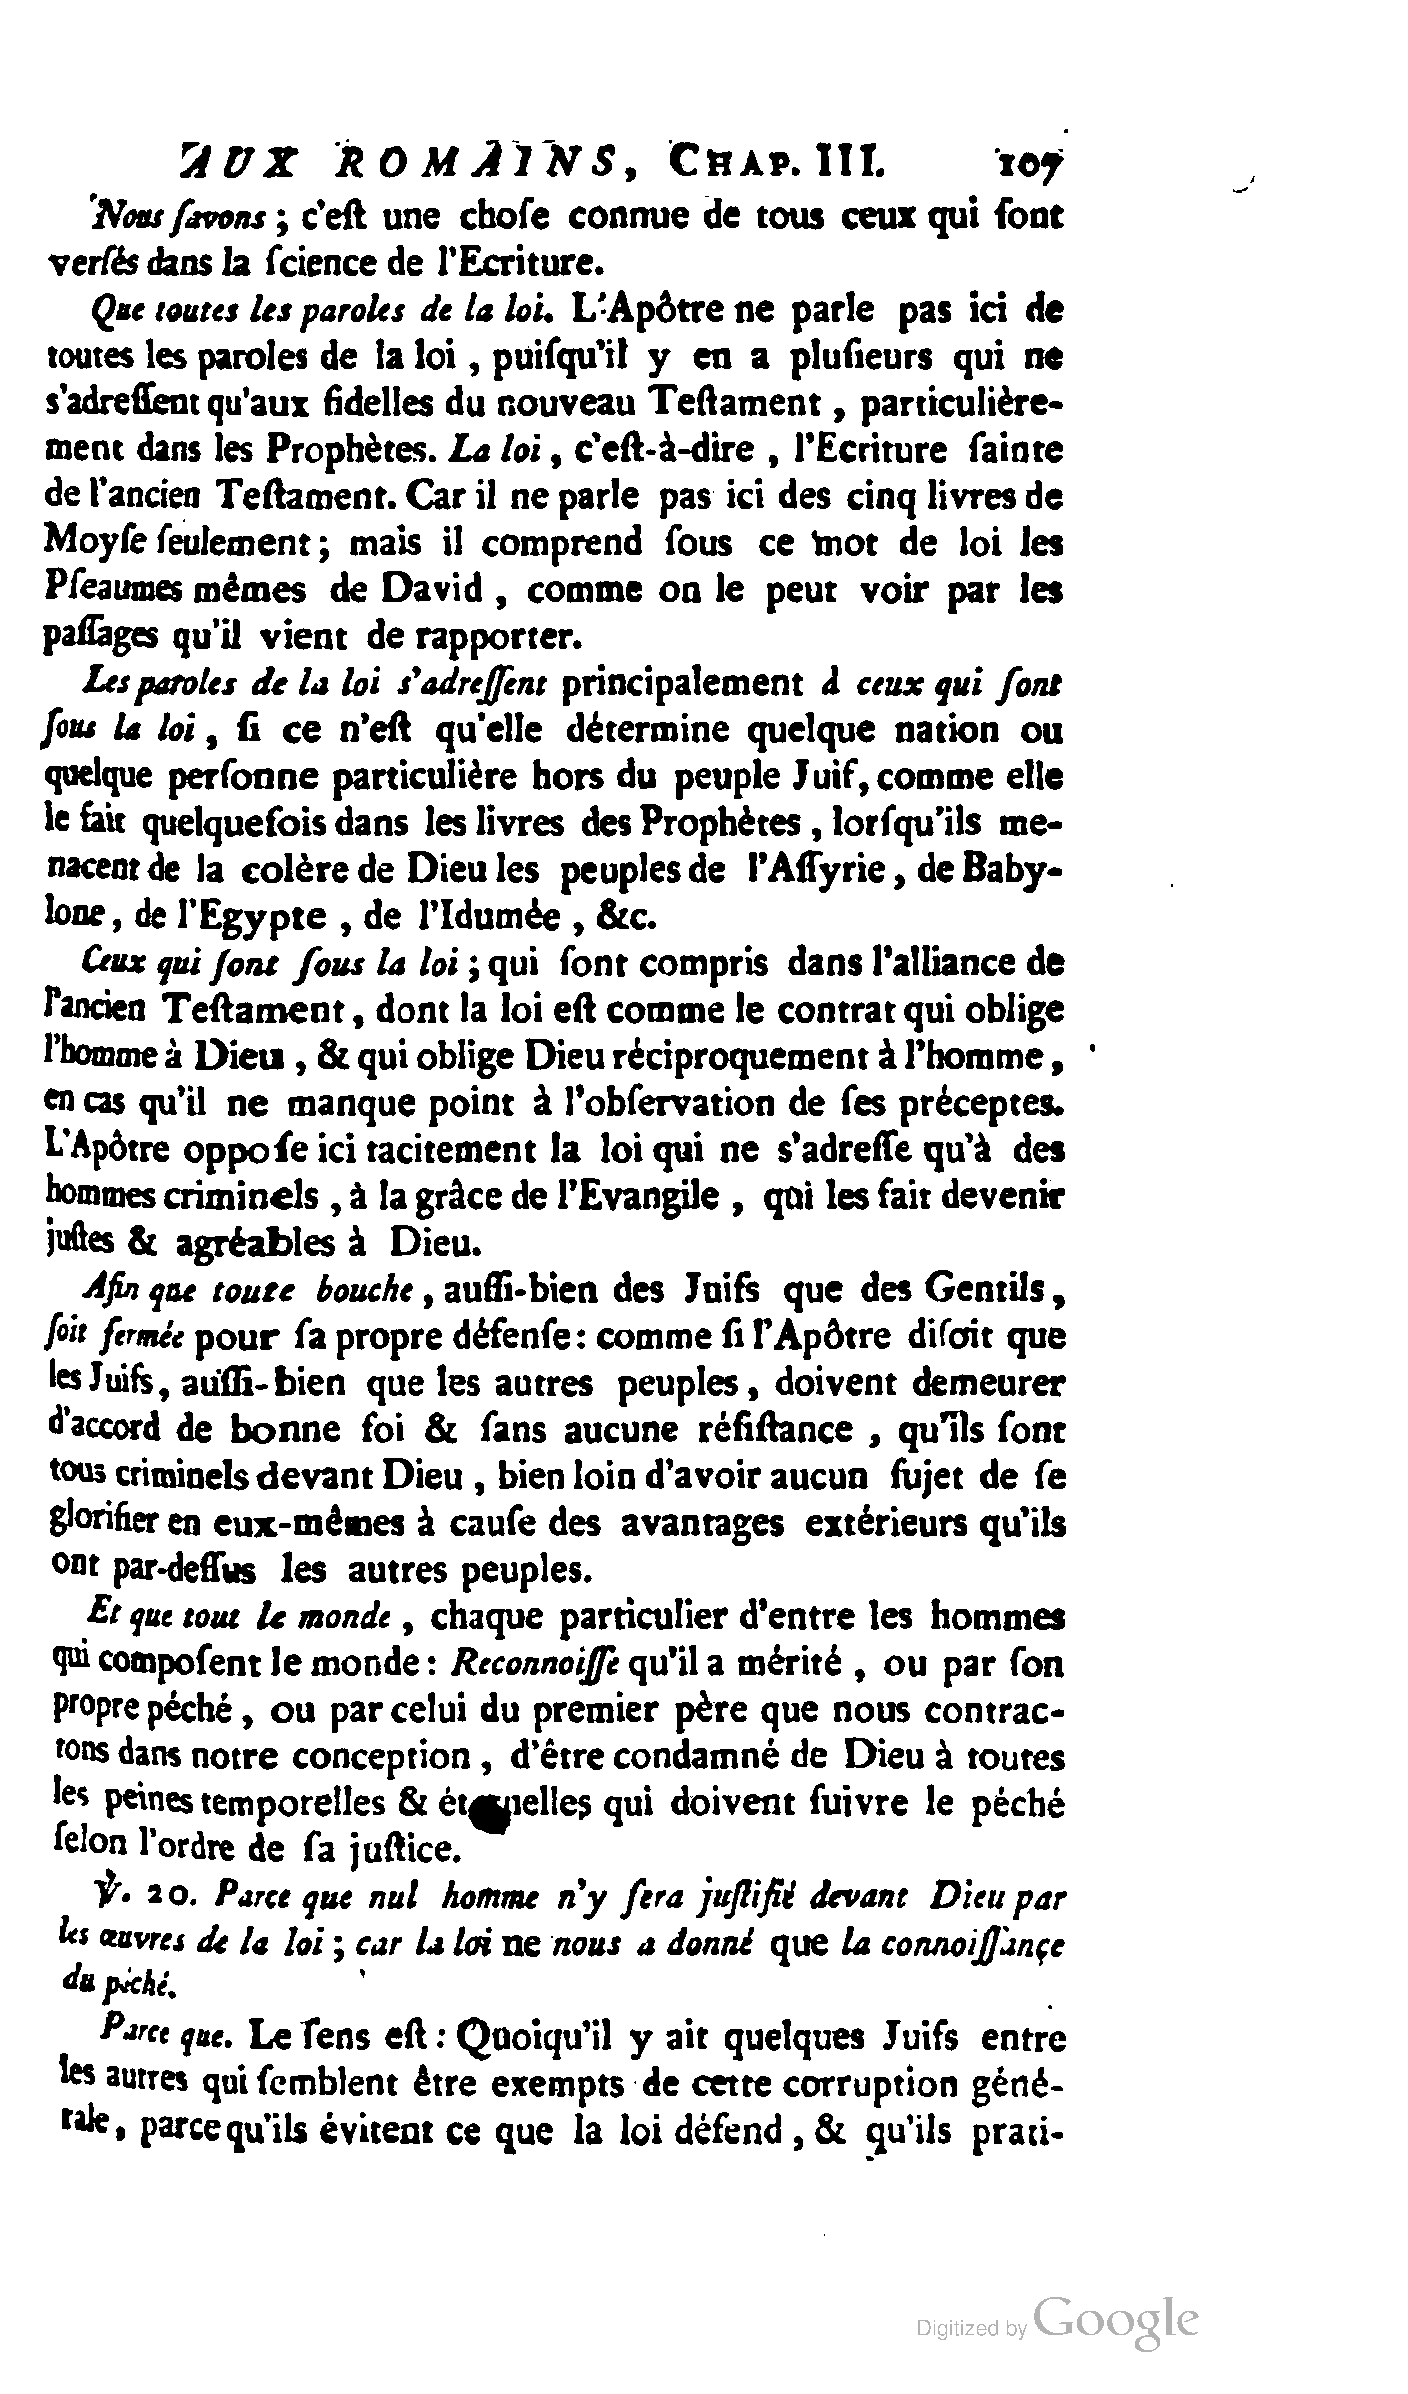 AUX ROMAINS, CHAP. III. 107
Nous ſavons ; c'eſt une choſe connue de tous ceux qui ſont
verſés dans la ſcience de l'Ecriture.
Que toutes les paroles de la loi. L'Apôtre ne parle pas ici de
toutes les paroles de la loi , puiſqu'il y en a pluſieurs qui ne
s'adreſſent qu'aux fidelles du nouveau Teſtament , particulière-
ment dans les Prophètes. La loi , c'eſt-à-dire , l'Ecriture ſainte
de l'ancien Teſtament. Car il ne parle pas ici des cinq livres de
Moyſe ſeulement ; mais il comprend ſous ce mot de loi les
Pſeaumes mêmes de David , comme on le peut voir par les
paſſages qu'il vient de rapporter.
Les paroles de la loi s'adreſſent principalement à ceux qui ſont
ſous la loi , ſi ce n'eſt qu'elle détermine quelque nation ou
quelque perſonne particulière hors du peuple Juif, comme elle
le fait quelquefois dans les livres des Prophètes , lorſqu'ils me-
nacent de la colère de Dieu les peuples de l'Aſſyrie , de Baby-
lone , de l'Egypte , de l'Idumée , &c.
Ceux qui ſont ſous la loi ; qui ſont compris dans l'alliance de
l'ancien Teſtament , dont la loi eſt comme le contrat qui oblige
l'homme à Dieu , & qui oblige Dieu réciproquement à l'homme ,
en cas qu'il ne manque point à l'obſervation de ſes préceptes.
L'Apôtre oppoſe ici tacitement la loi qui ne s'adreſſe qu'à des
hommes criminels , à la grâce de l'Evangile , qui les fait devenir
juſtes & agréables à Dieu.
Afin que toute bouche , auſſi-bien des Juifs que des Gentils ,
ſoit fermée pour ſa propre défenſe : comme ſi l'Apôtre diſoit que
les Juifs , auſſi-bien que les autres peuples , doivent demeurer
d'accord de bonne foi & ſans aucune réſiſtance , qu'ils ſont
tous criminels devant Dieu , bien loin d'avoir aucun ſujet de ſe
glorifier en eux-mêmes à cauſe des avantages extérieurs qu'ils
ont par-deſſus les autres peuples.
Et que tout le monde , chaque particulier d'entre les hommes
qui compoſent le monde : Reconnoiſſe qu'il a mérité , ou par ſon
propre péché , ou par celui du premier père que nous contrac-
tons dans notre conception , d'être condamné de Dieu à toutes
les peines temporelles & éternelles qui doivent ſuivre le péché
ſelon l'ordre de ſa juſtice.
℣. 20. Parce que nul homme n'y ſera juſtifié devant Dieu par
les œuvres de la loi ; car la loi ne nous a donné que la connoiſſance
du péché.
Parce que. Le ſens eſt : Quoiqu'il y ait quelques Juifs entre
les autres qui ſemblent être exempts de cette corruption géné-
rale , parce qu'ils évitent ce que la loi défend , & qu'ils prati-
Digitized by Google